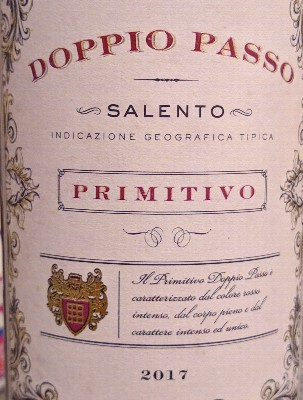 DOPPIO PASSO
SALENTO
INDICAZIONE GEOGRAFICA TIPICA
PRIMITIVO
Il Primitivo Doppio Passo è
caratterizzato dal colore rosso
intenso, dal corpo pieno e dal
carattere intenso ed unico.
2017